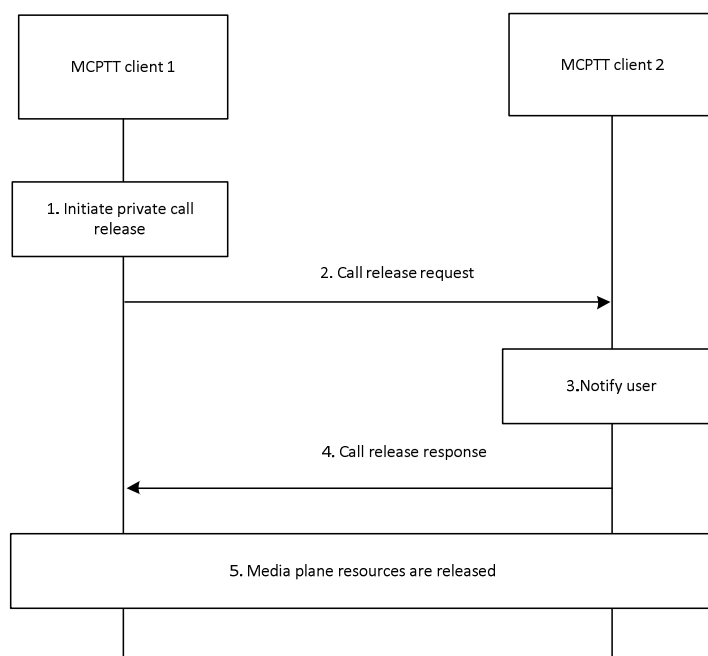 MCPTT client 1
MCPTT client 2
1. Initiate private call
release
2. Call release request
3.Notify user
4. Call release response
5. Media plane resources are released